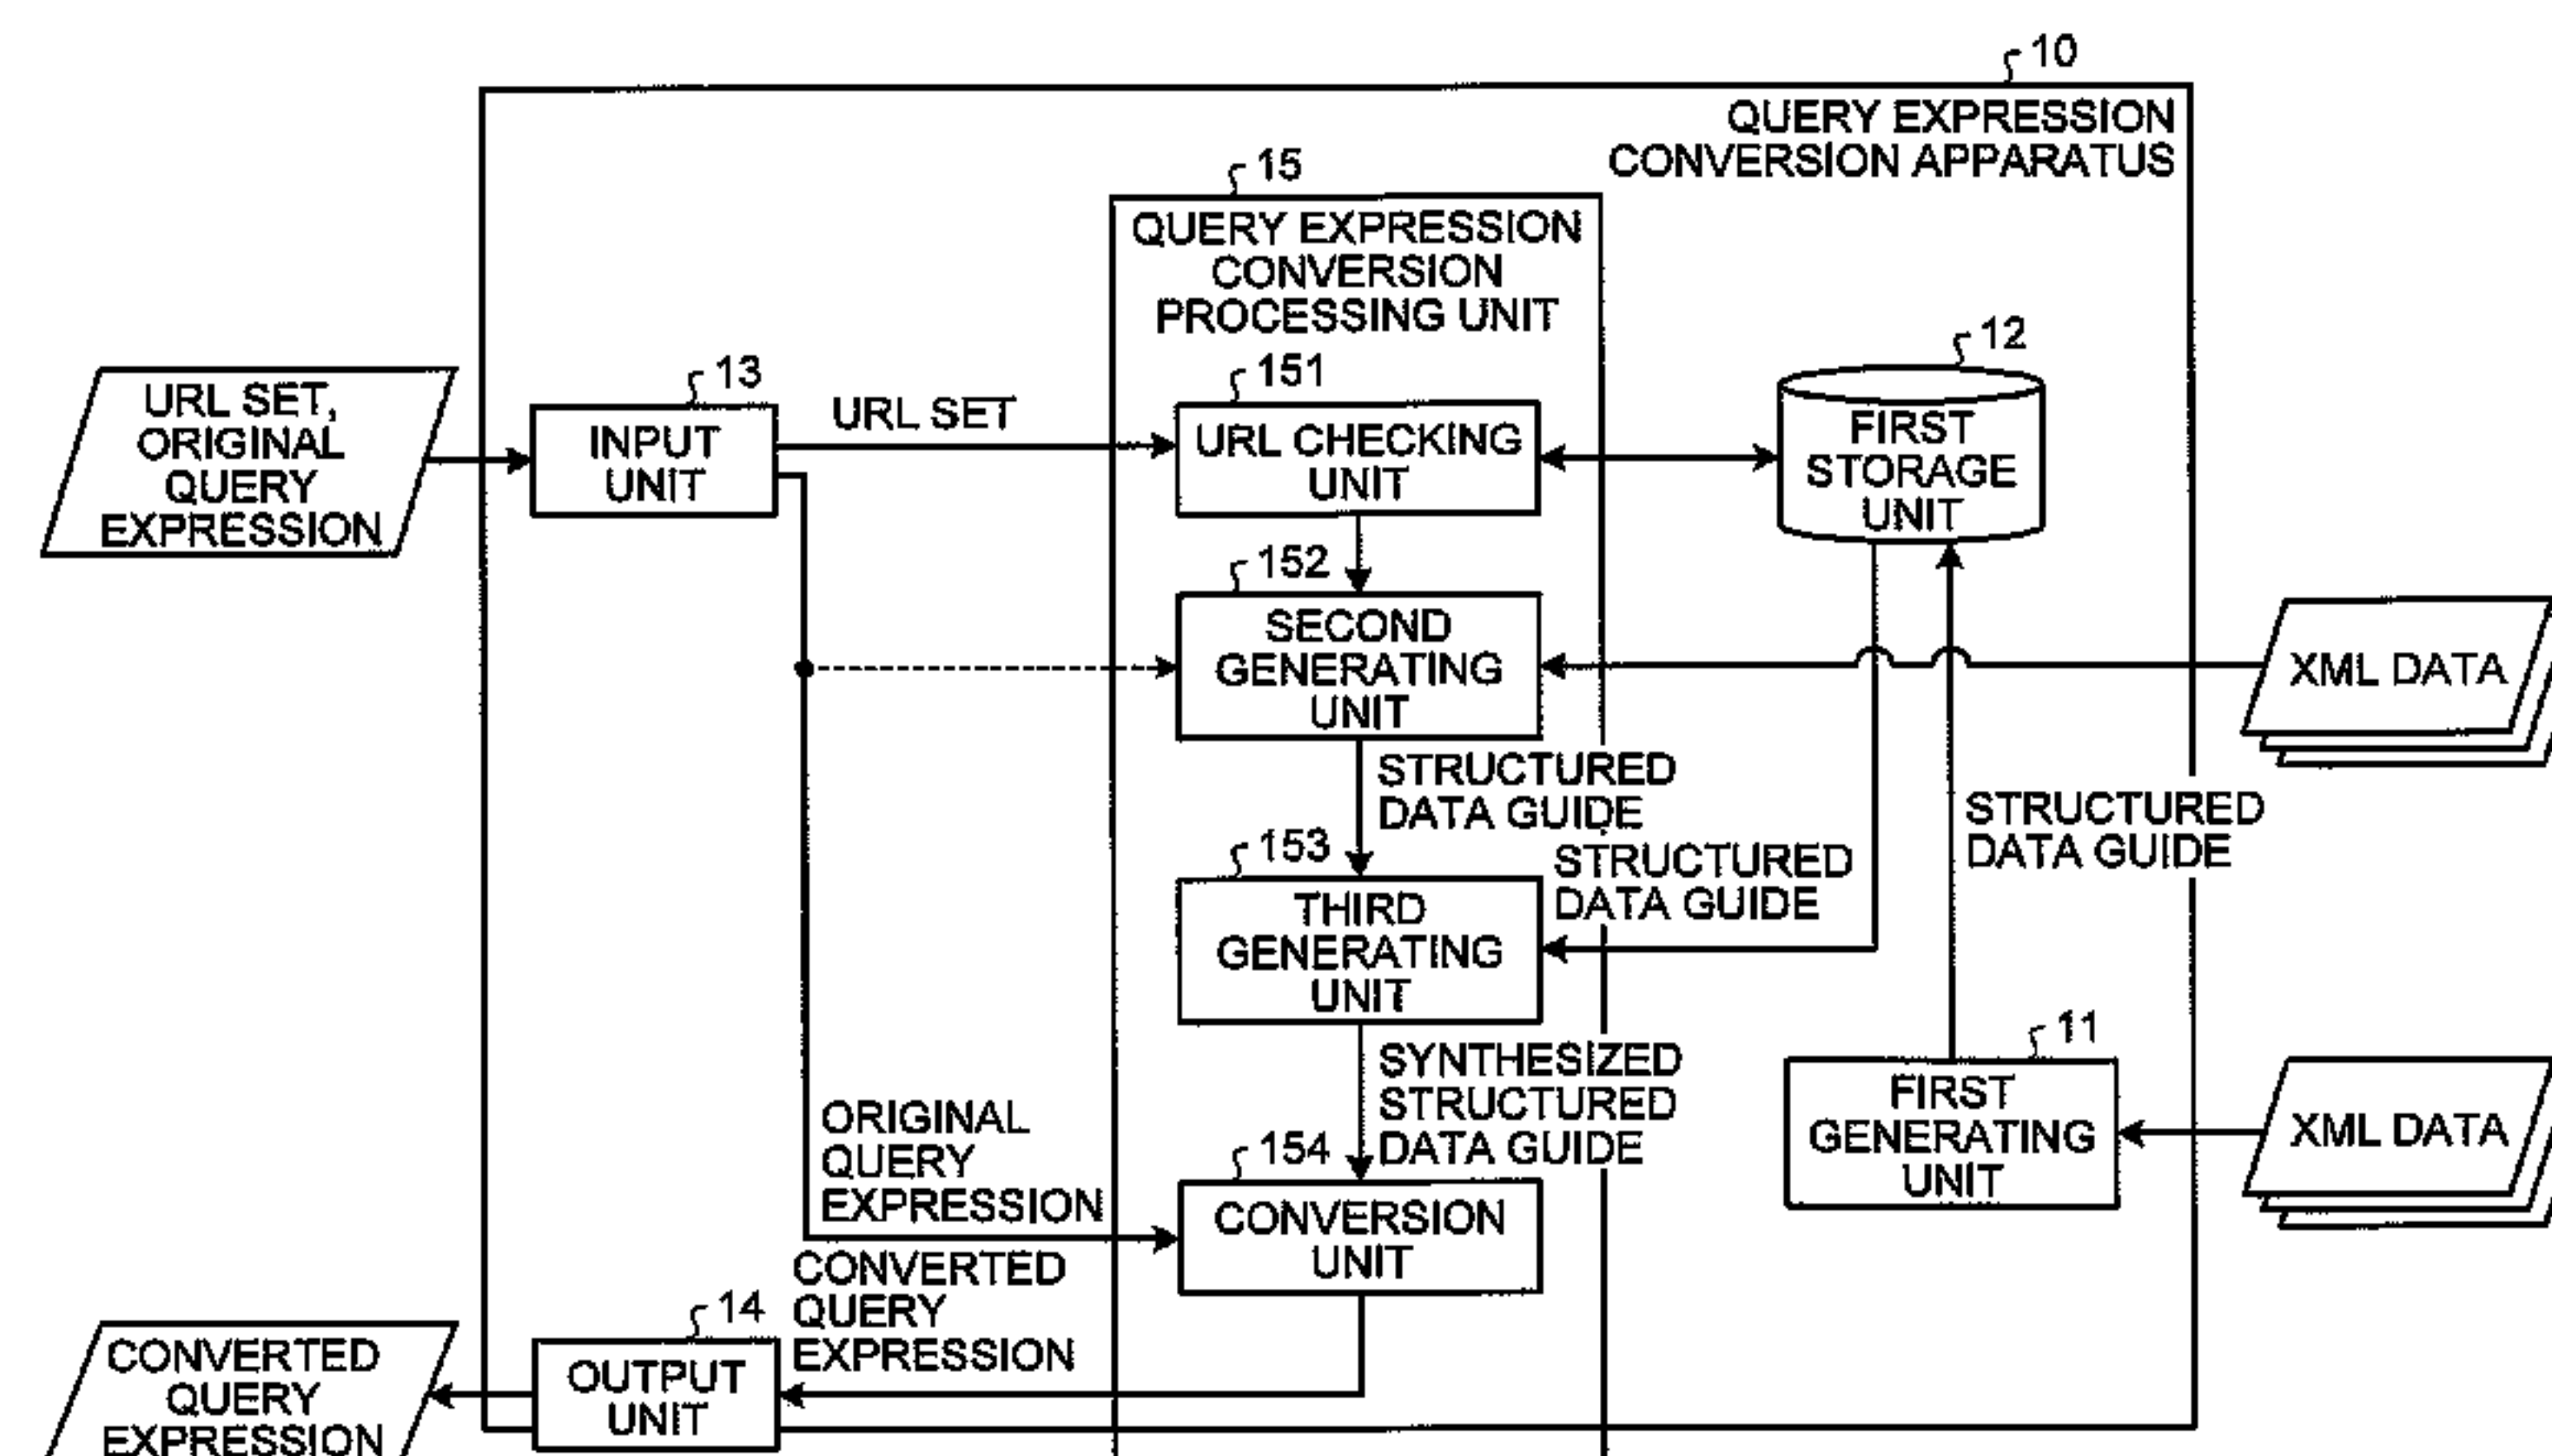 10
QUERY EXPRESSION
CONVERSION APPARATUS
15
QUERY EXPRESSION
CONVERSION
PROCESSING UNIT
URL SET,
ORIGINAL
QUERY
EXPRESSION
13
INPUT
UNIT
URL SET
151
URL CHECKING
UNIT
12
FIRST
STORAGE
UNIT
152
SECOND
GENERATING
UNIT
XML DATA
STRUCTURED
DATA GUIDE
STRUCTURED
DATA GUIDE
STRUCTURED
DATA GUIDE
153
THIRD
GENERATING
UNIT
11
FIRST
GENERATING
UNIT
XML DATA
SYNTHESIZED
STRUCTURED
DATA GUIDE
ORIGINAL
QUERY
EXPRESSION
154
CONVERSION
UNIT
CONVERTED
QUERY
EXPRESSION
14
OUTPUT
UNIT
CONVERTED
QUERY
EXPRESSION